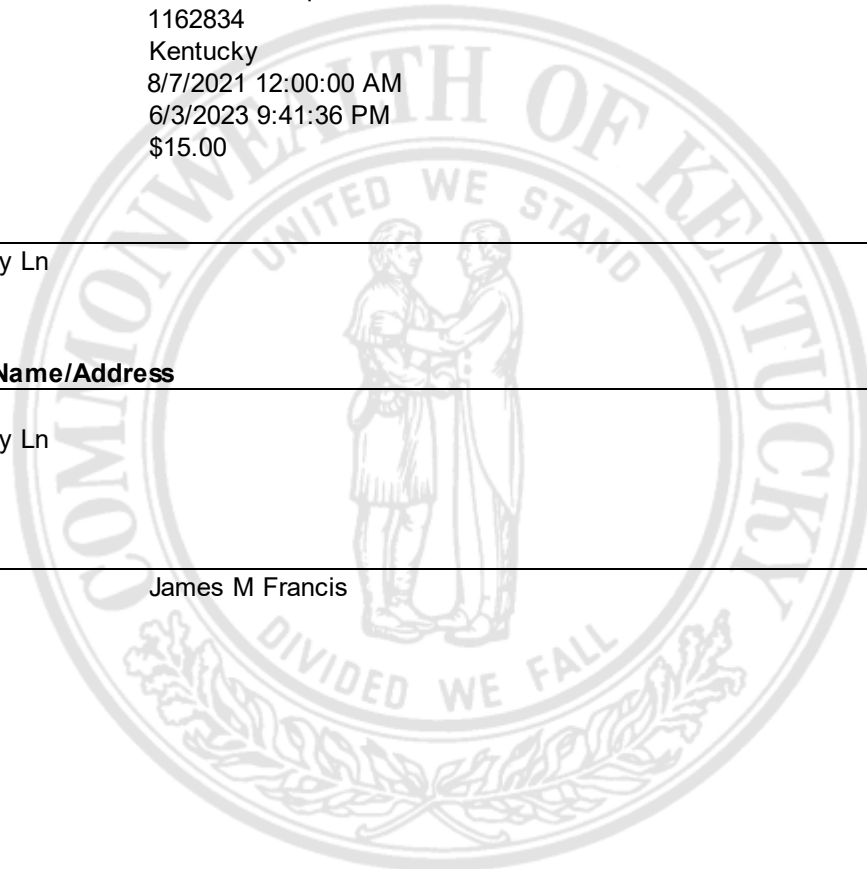 1162834
Kentucky
8/7/2021 12:00:00 AM
6/3/2023 9:41:36 PM
$15.00
y Ln
Name/Address
y Ln
James M Francis
COMMONWEALTH OF KENTUCKY
UNITED WE STAND
DIVIDED WE FALL